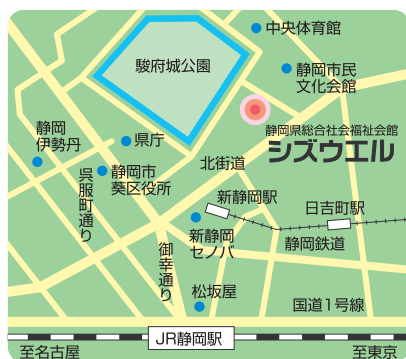 中央体育館
駿府城公園
静岡市民
文化会館
静岡
伊勢丹
県庁
静岡県総合社会福祉会館
シズウエル
北街道
静岡市
葵区役所
呉服町通り
新静岡駅
日吉町駅
新静岡
セノバ
静岡鉄道
御幸通り
松坂屋
国道1号線
JR静岡駅
至名古屋
至東京